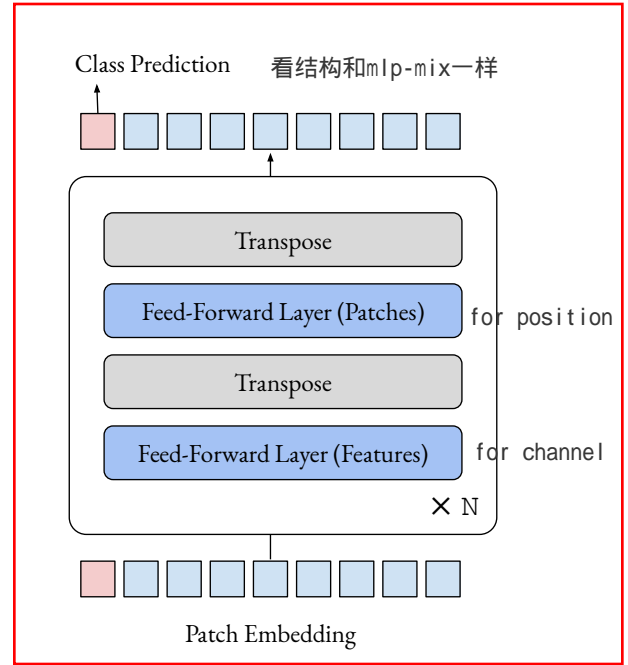 Class Prediction 看结构和mlp-mix一样
Transpose
Feed-Forward Layer (Patches) for position
Transpose
Feed-Forward Layer (Features) for channel
× N
Patch Embedding